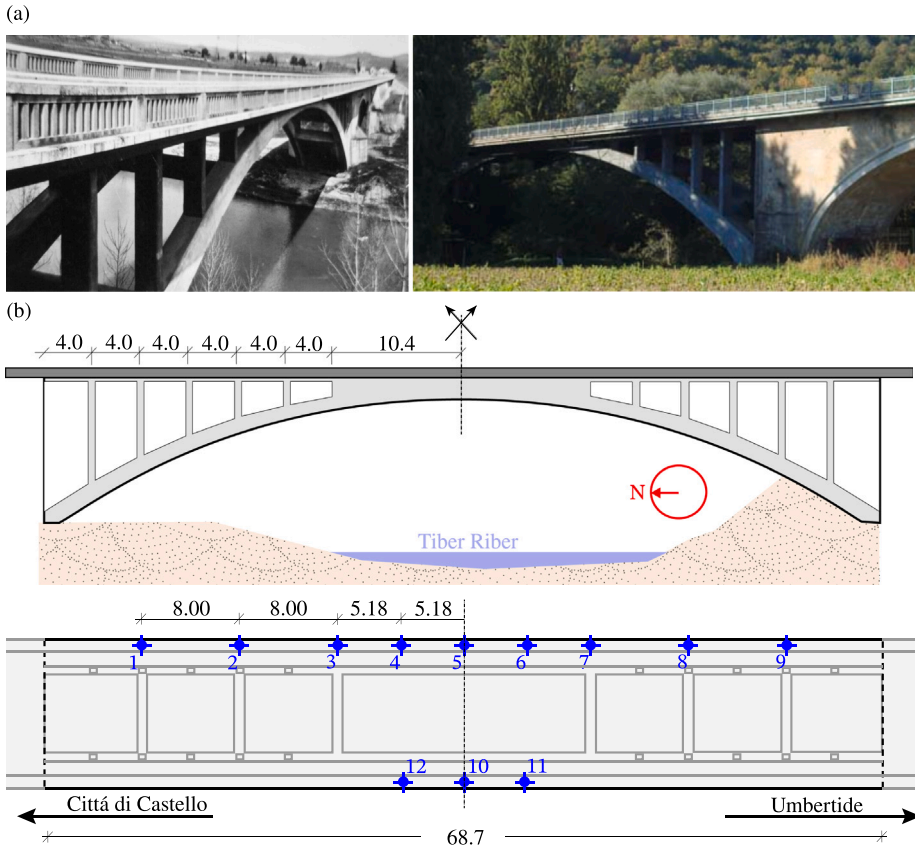 (a)
(b)
4.0 4.0 4.0 4.0 4.0 4.0 10.4
N
Tiber Riber
8.00 8.00 5.18 5.18
1 2 3 4 5 6 7 8 9
12 10 11
Cittá di Castello Umbertide
68.7